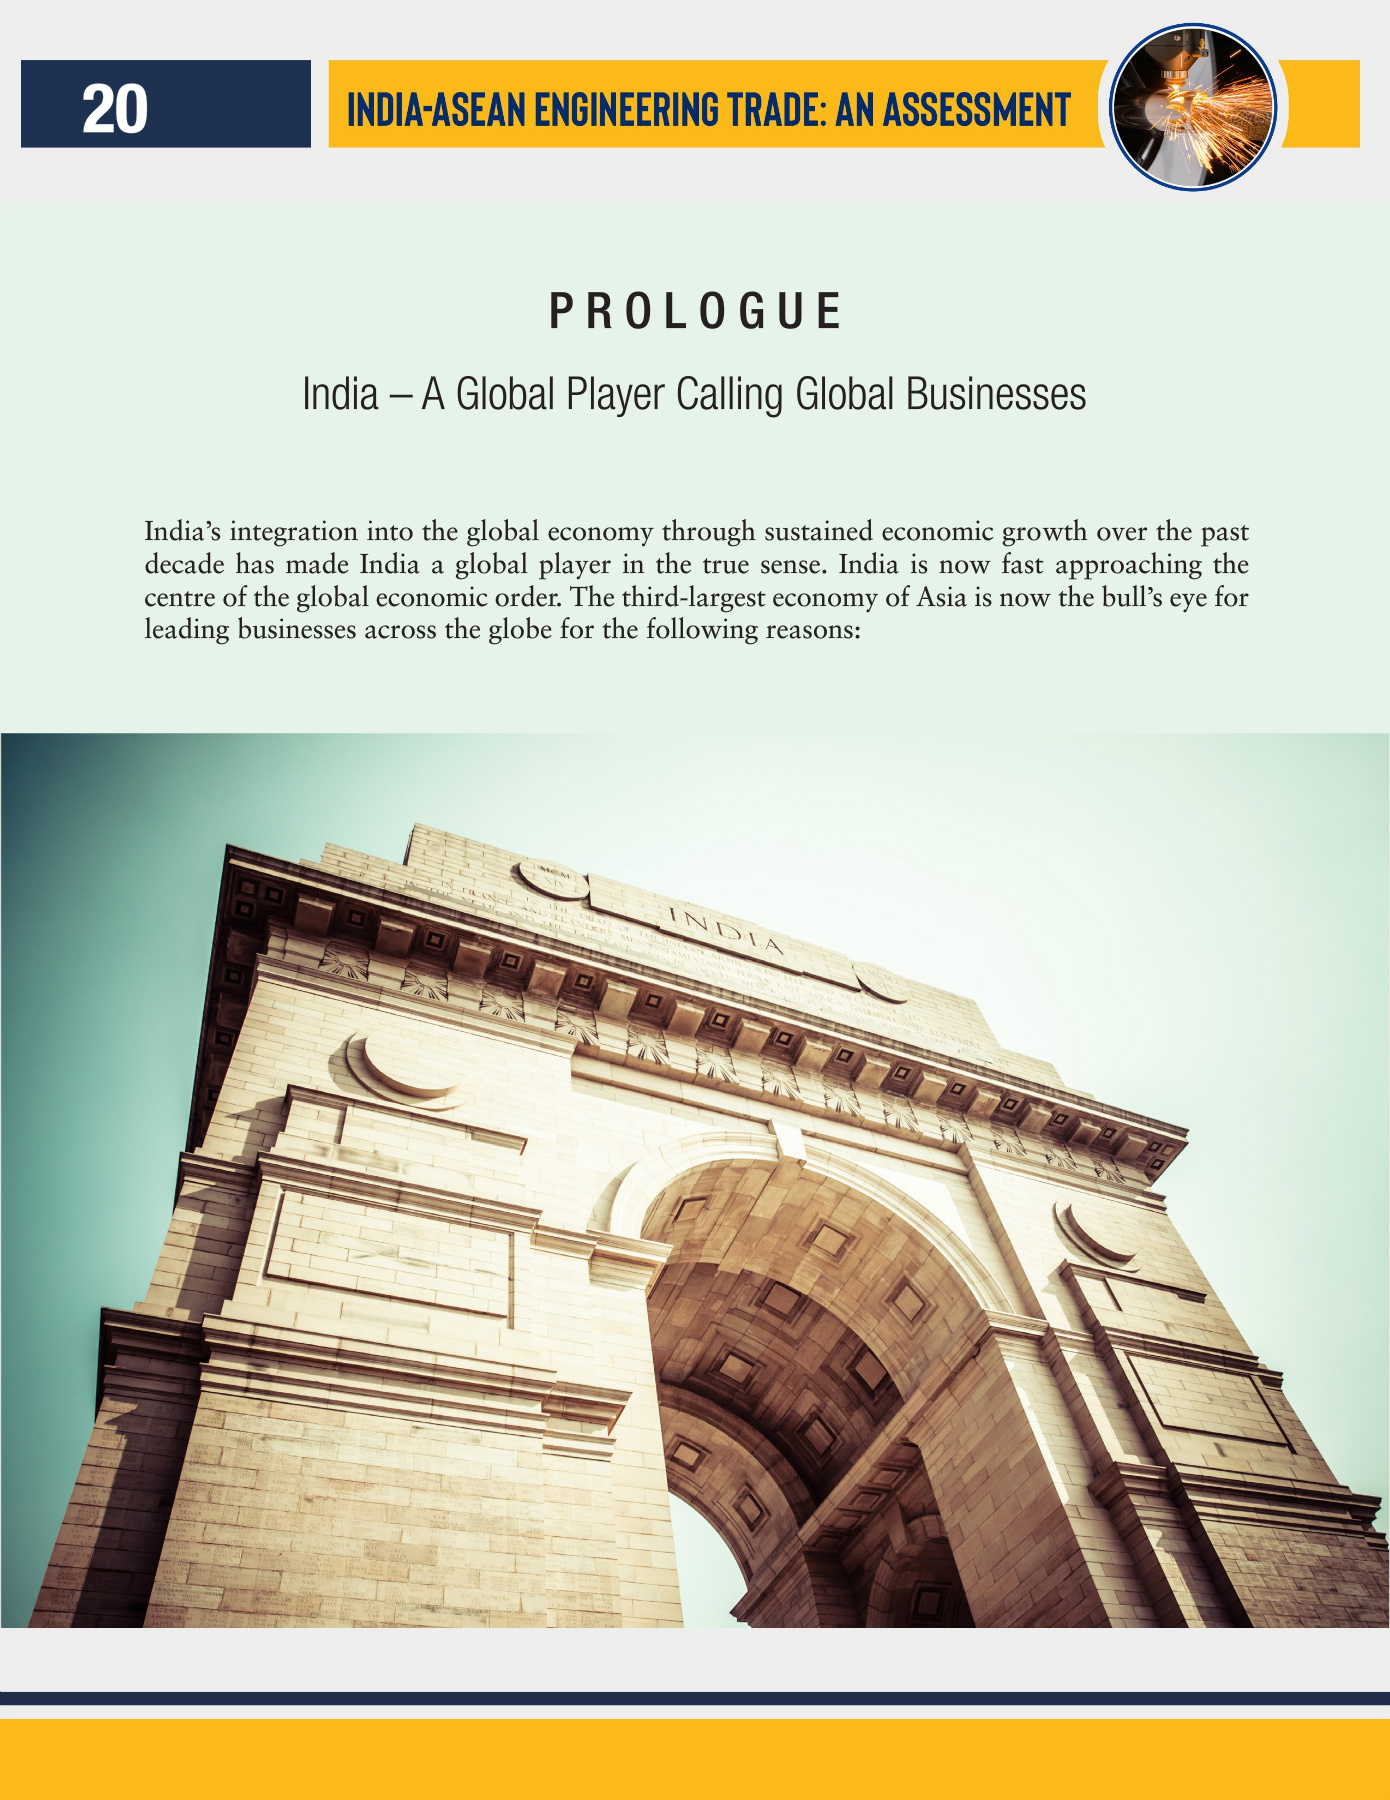 20
INDIA-ASEAN ENGINEERING TRADE: AN ASSESSMENT
PROLOGUE
India – A Global Player Calling Global Businesses
India's integration into the global economy through sustained economic growth over the past
decade has made India a global player in the true sense. India is now fast approaching the
centre of the global economic order. The third-largest economy of Asia is now the bull's eye for
leading businesses across the globe for the following reasons:
MCM
XIV
INDIA